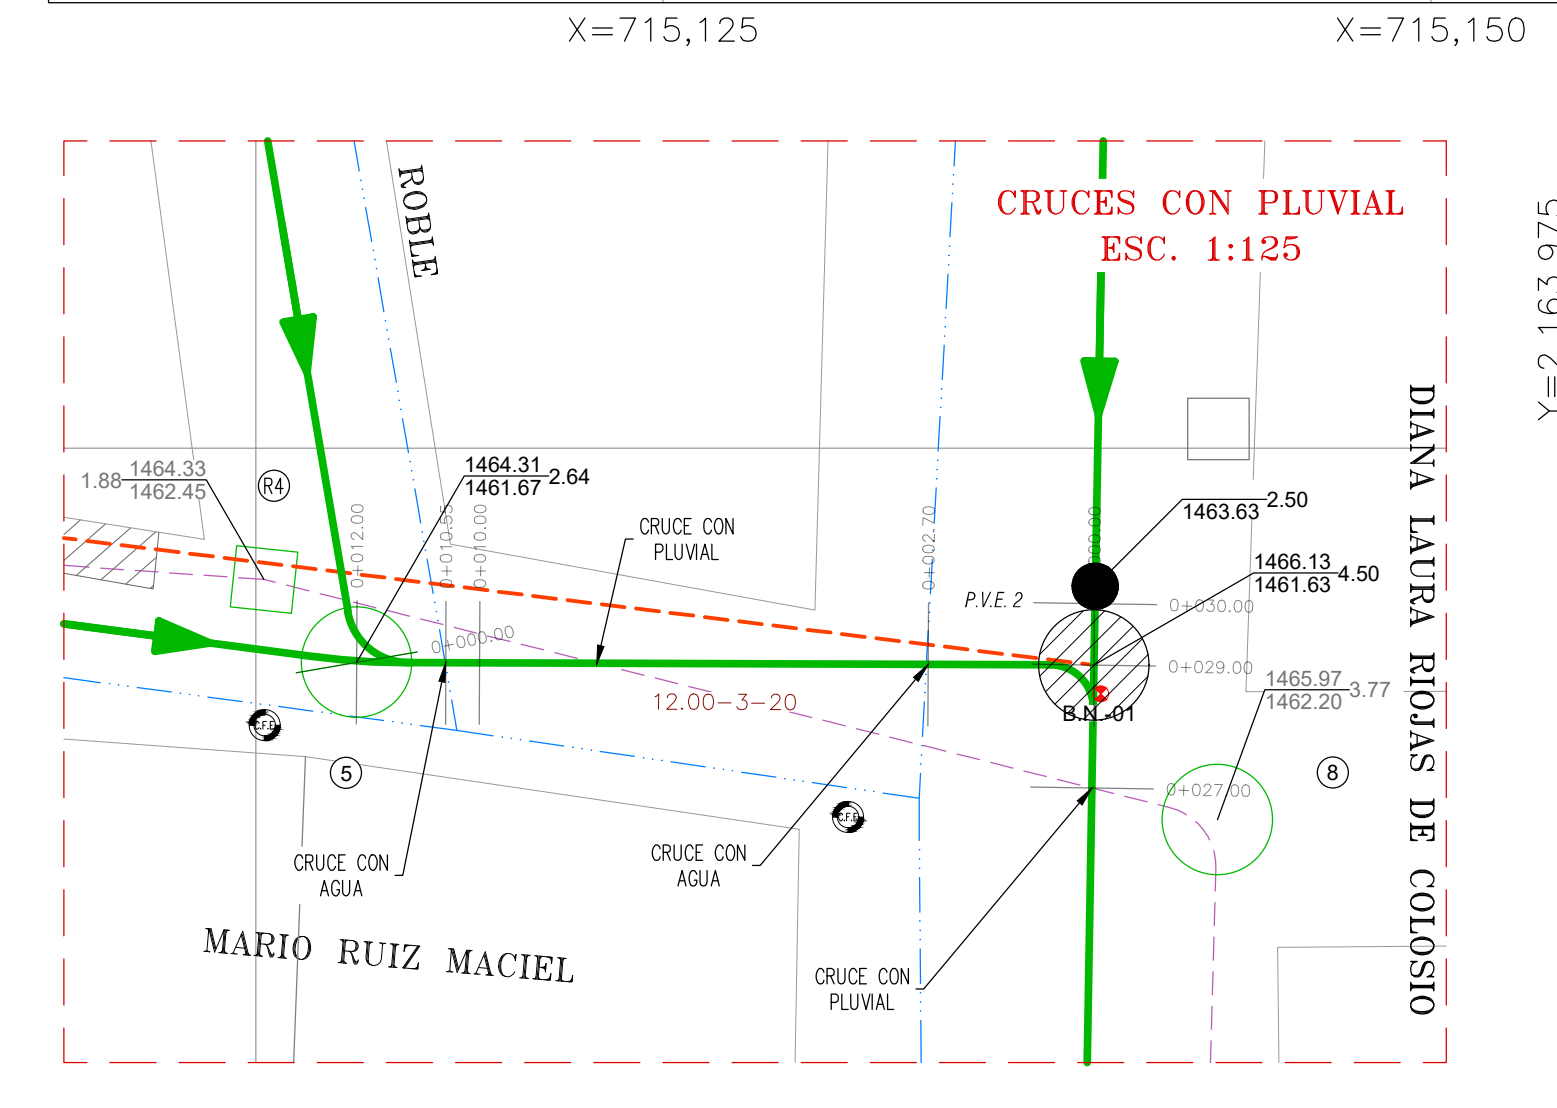 X=715,125
X=715,150
Y=2 193 975
CRUCES CON PLUVIAL
ESC. 1:125
ROBLE
DIANA LAURA RIOJAS DE COLOSIO
1.88
1464.33
1462.45
R4
1464.31
1461.67
2.64
0+012.00
0+010.00
0+002.70
CRUCE CON
PLUVIAL
2.50
1463.63
1466.13
1461.63
4.50
P.V.E. 2
0+030.00
0+000.00
0+029.00
1465.97
1462.20
3.77
12.00-3-20
B.N.-01
C.F.E
5
8
0+027.00
C.F.E
CRUCE CON
AGUA
CRUCE CON
AGUA
MARIO RUIZ MACIEL
CRUCE CON
PLUVIAL